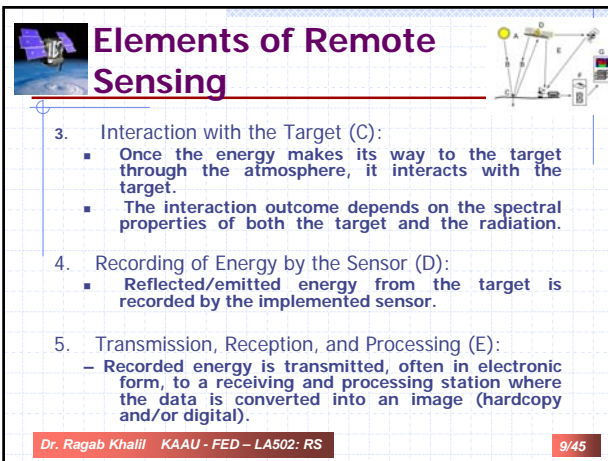 Elements of Remote
Sensing
A
D
B
B
E
C
F
G
3. Interaction with the Target (C):
▪ Once the energy makes its way to the target
through the atmosphere, it interacts with the
target.
▪ The interaction outcome depends on the spectral
properties of both the target and the radiation.
4. Recording of Energy by the Sensor (D):
▪ Reflected/emitted energy from the target is
recorded by the implemented sensor.
5. Transmission, Reception, and Processing (E):
– Recorded energy is transmitted, often in electronic
form, to a receiving and processing station where
the data is converted into an image (hardcopy
and/or digital).
Dr. Ragab Khalil KAAU - FED – LA502: RS
9/45